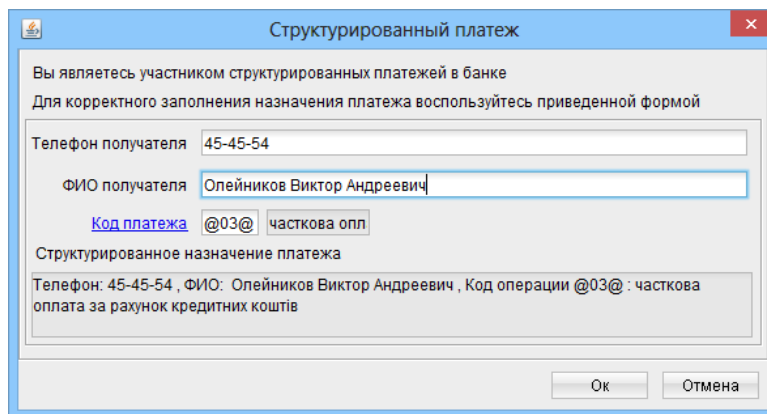 Структурированный платеж
Вы являетесь участником структурированных платежей в банке
Для корректного заполнения назначения платежа воспользуйтесь приведенной формой
Телефон получателя 45-45-54
ФИО получателя Олейников Виктор Андреевич
Код платежа @03@ часткова опл
Структурированное назначение платежа
Телефон: 45-45-54 , ФИО: Олейников Виктор Андреевич , Код операции @03@ : часткова
оплата за рахунок кредитних коштів
Ок Отмена